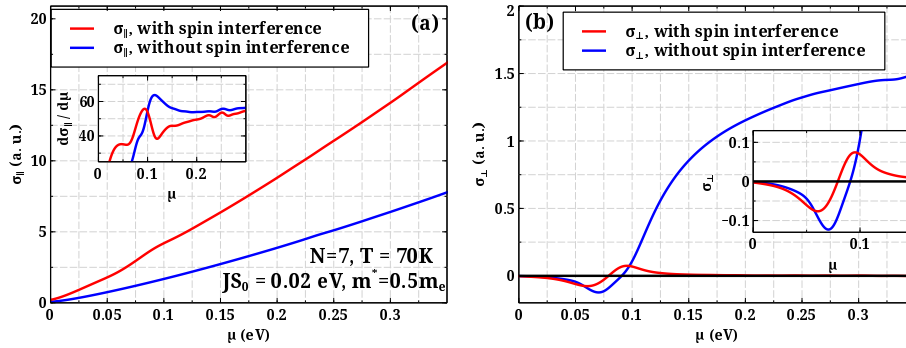 20
15
10
5
0
σ∥ (a. u.)
σ∥, with spin interference
σ∥, without spin interference
(a)
dσ∥ / dμ
60
40
0
0.1
0.2
μ
N=7, T = 70K
JS0 = 0.02 eV, m*=0.5me
0
0.05
0.1
0.15
0.2
0.25
0.3
μ (eV)
2
1.5
1
0.5
0
σ⊥ (a. u.)
(b)
σ⊥, with spin interference
σ⊥, without spin interference
σ⊥
0.1
0
−0.1
0
0.1
μ
0
0.05
0.1
0.15
0.2
0.25
0.3
μ (eV)